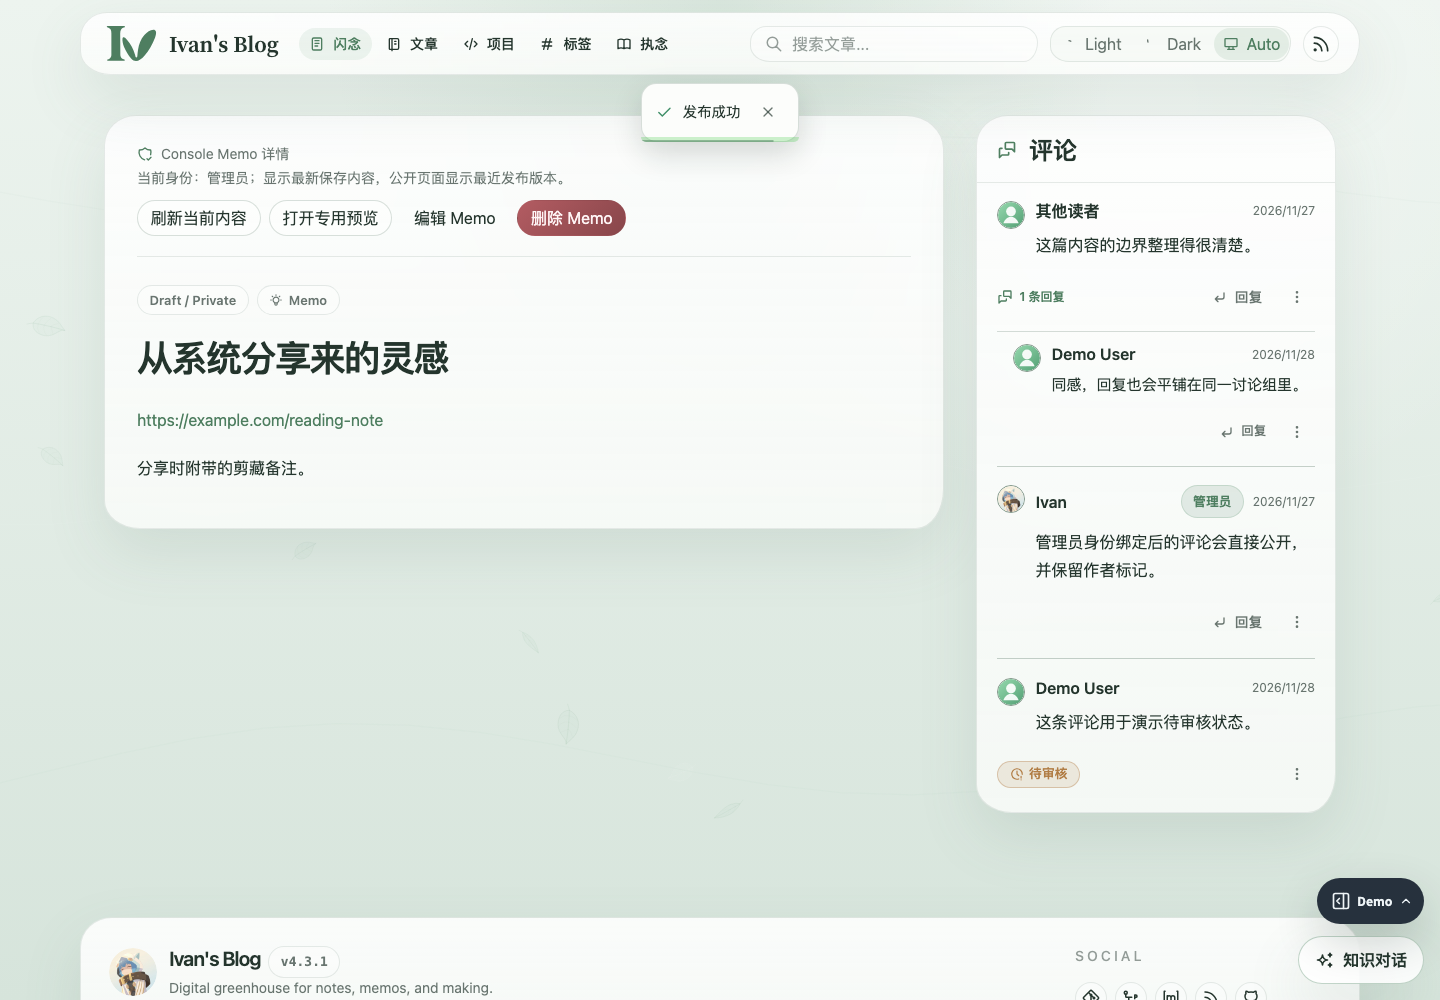 Ivan's Blog
闪念
文章
项目
标签
执念
搜索文章...
Light
Dark
Auto
发布成功
Console Memo 详情
当前身份：管理员；显示最新保存内容，公开页面显示最近发布版本。
刷新当前内容
打开专用预览
编辑 Memo
删除 Memo
Draft / Private
Memo
从系统分享来的灵感
https://example.com/reading-note
分享时附带的剪藏备注。
评论
其他读者
2026/11/27
这篇内容的边界整理得很清楚。
1 条回复
回复
Demo User
2026/11/28
同感，回复也会平铺在同一讨论组里。
回复
Ivan
管理员
2026/11/27
管理员身份绑定后的评论会直接公开，
并保留作者标记。
回复
Demo User
2026/11/28
这条评论用于演示待审核状态。
待审核
Demo
知识对话
Ivan's Blog
v4.3.1
Digital greenhouse for notes, memos, and making.
SOCIAL